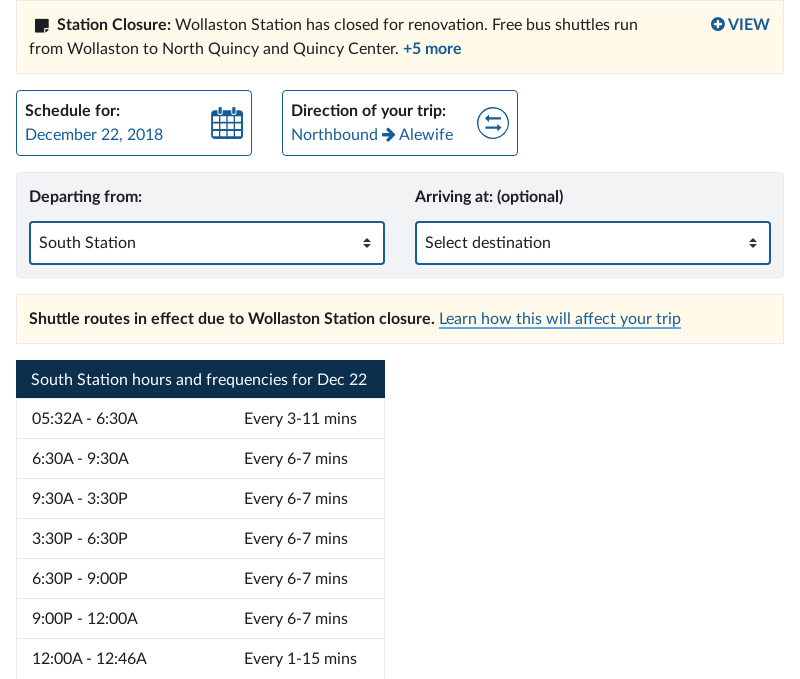 Station Closure: Wollaston Station has closed for renovation. Free bus shuttles run
from Wollaston to North Quincy and Quincy Center. +5 more
VIEW
Schedule for:
December 22, 2018
Direction of your trip:
Northbound → Alewife
Departing from:
South Station
Arriving at: (optional)
Select destination
Shuttle routes in effect due to Wollaston Station closure. Learn how this will affect your trip
South Station hours and frequencies for Dec 22
05:32A - 6:30A Every 3-11 mins
6:30A - 9:30A Every 6-7 mins
9:30A - 3:30P Every 6-7 mins
3:30P - 6:30P Every 6-7 mins
6:30P - 9:00P Every 6-7 mins
9:00P - 12:00A Every 6-7 mins
12:00A - 12:46A Every 1-15 mins